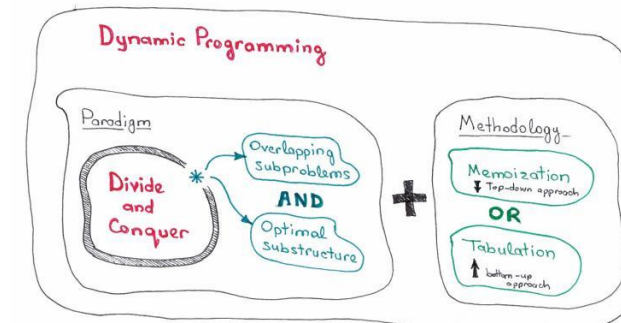 Dynamic Programming
Paradigm
Divide
and
Conquer
*
Overlapping
subproblems
AND
Optimal
substructure
+
Methodology
Memoization
Top-down approach
OR
Tabulation
bottom-up
approach